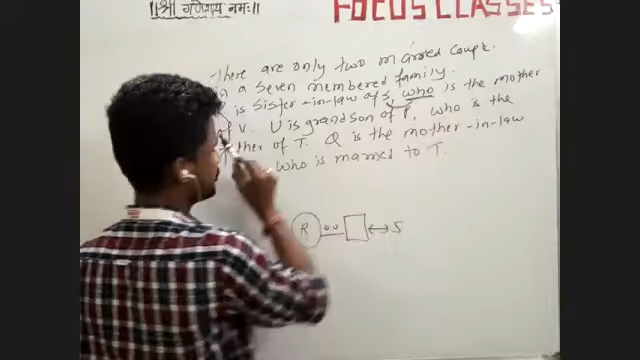 ॥श्री गणेशाय नमः॥
FOCUS CLASSES
There are only two married Couple
in a Seven membered family.
R is Sister-in-law of S, who is the mother
of V. U is grandson of P, who is the
father of T. Q is the mother-in-law
who is married to T.
R S